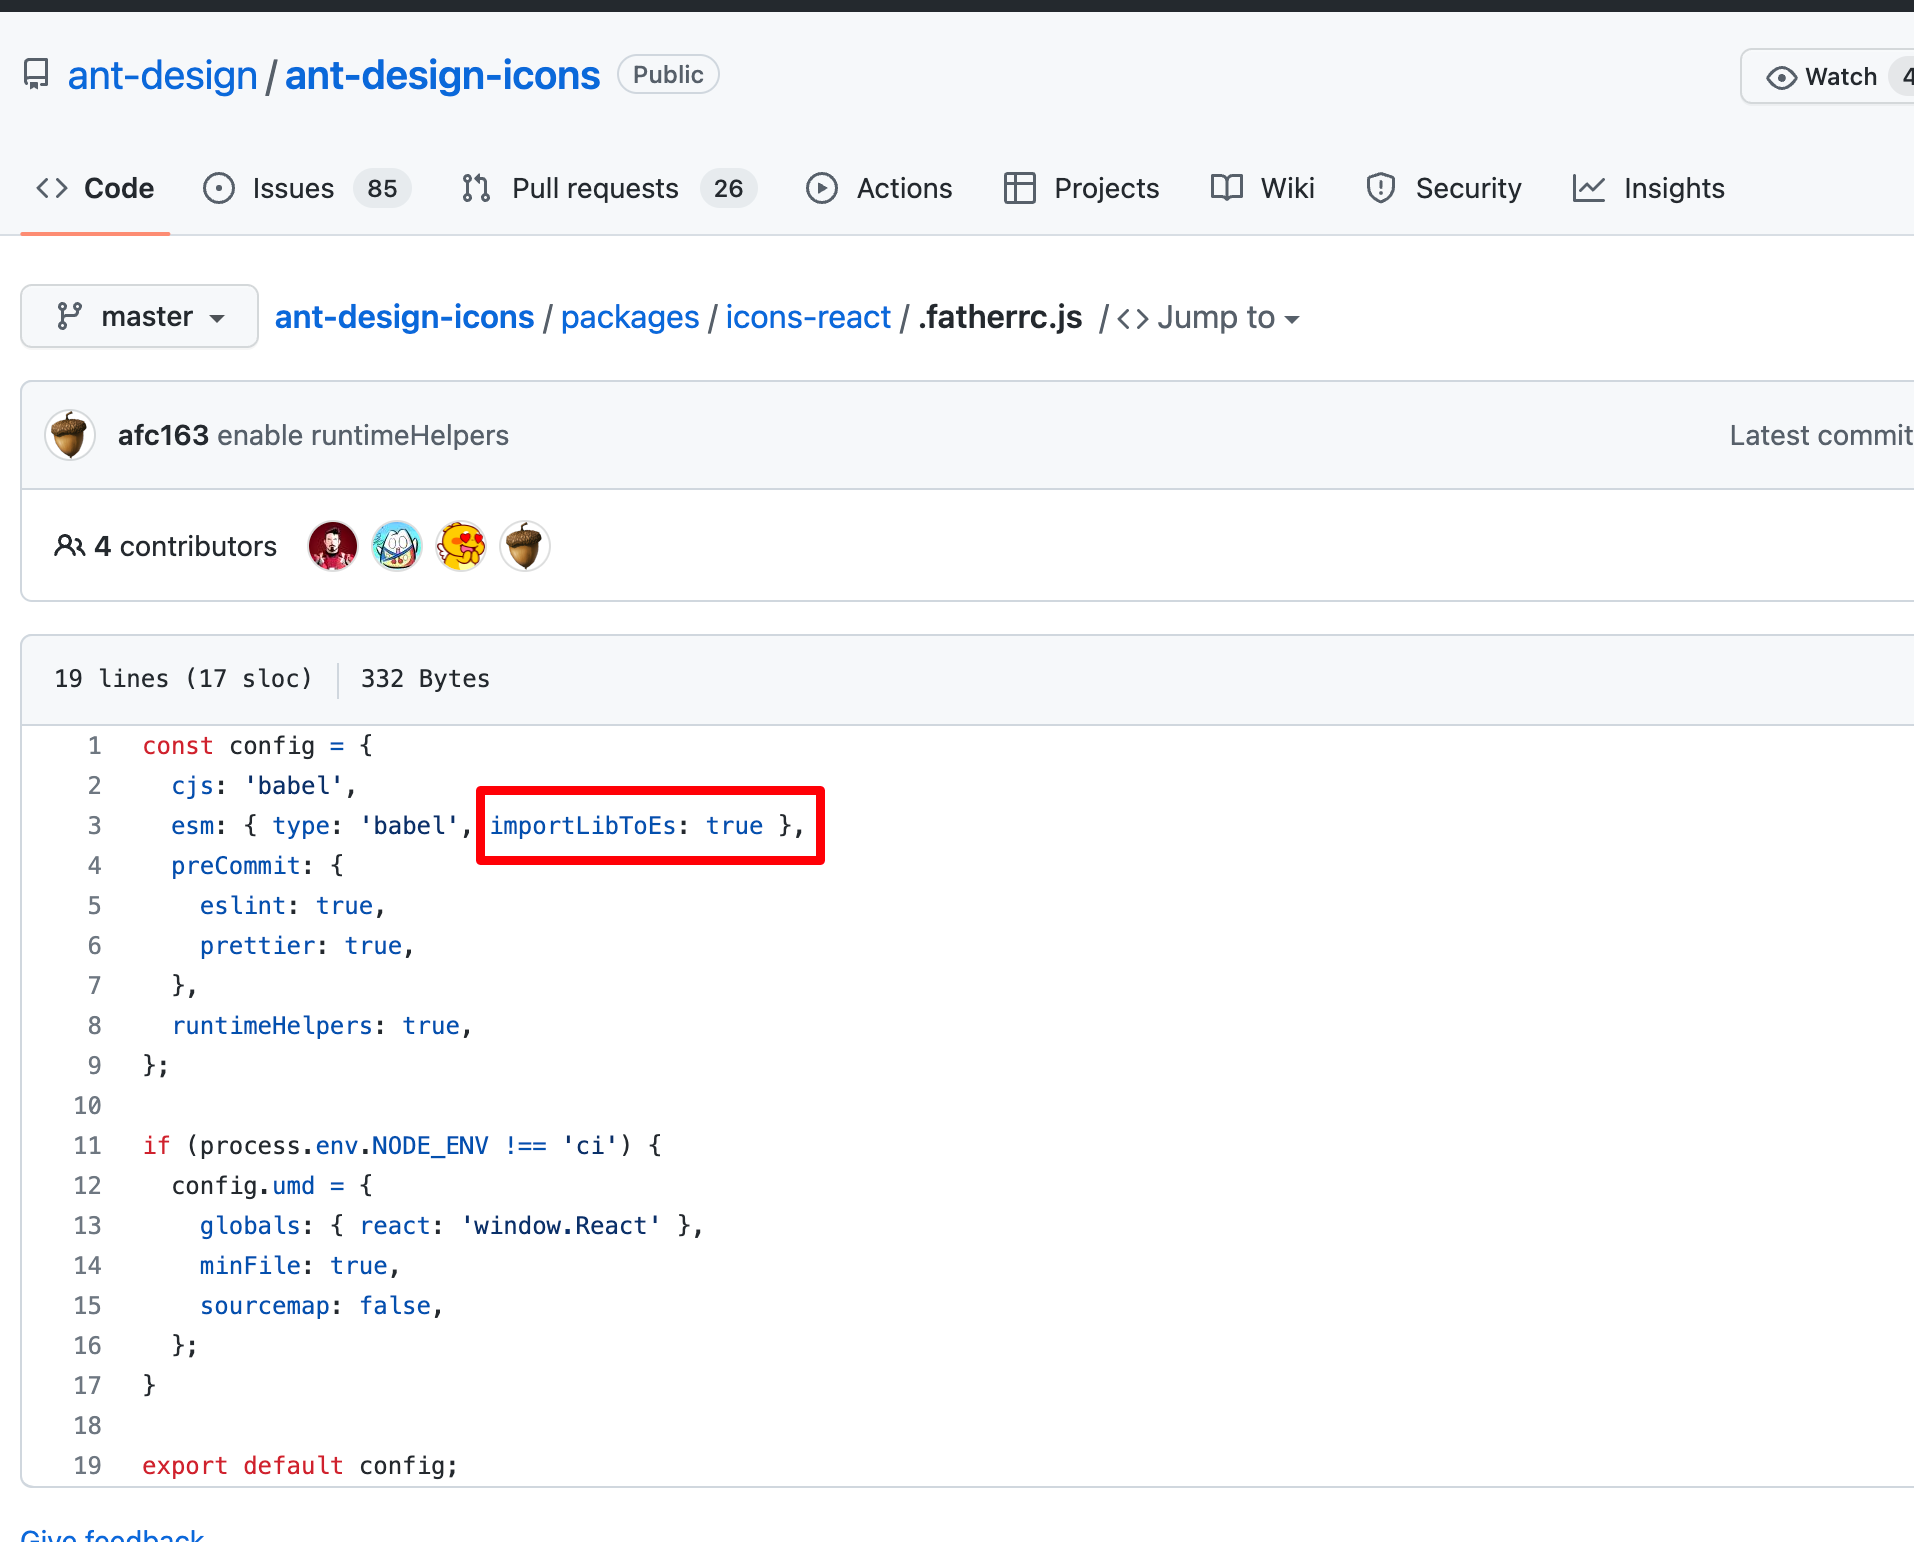 ant-design / ant-design-icons Public
Watch 4
Code Issues 85 Pull requests 26 Actions Projects Wiki Security Insights
master ant-design-icons / packages / icons-react / .fatherrc.js / <> Jump to
afc163 enable runtimeHelpers Latest commit
4 contributors
19 lines (17 sloc) 332 Bytes
1 const config = {
2 cjs: 'babel',
3 esm: { type: 'babel', importLibToEs: true },
4 preCommit: {
5 eslint: true,
6 prettier: true,
7 },
8 runtimeHelpers: true,
9 };
10
11 if (process.env.NODE_ENV !== 'ci') {
12 config.umd = {
13 globals: { react: 'window.React' },
14 minFile: true,
15 sourcemap: false,
16 };
17 }
18
19 export default config;
Give feedback